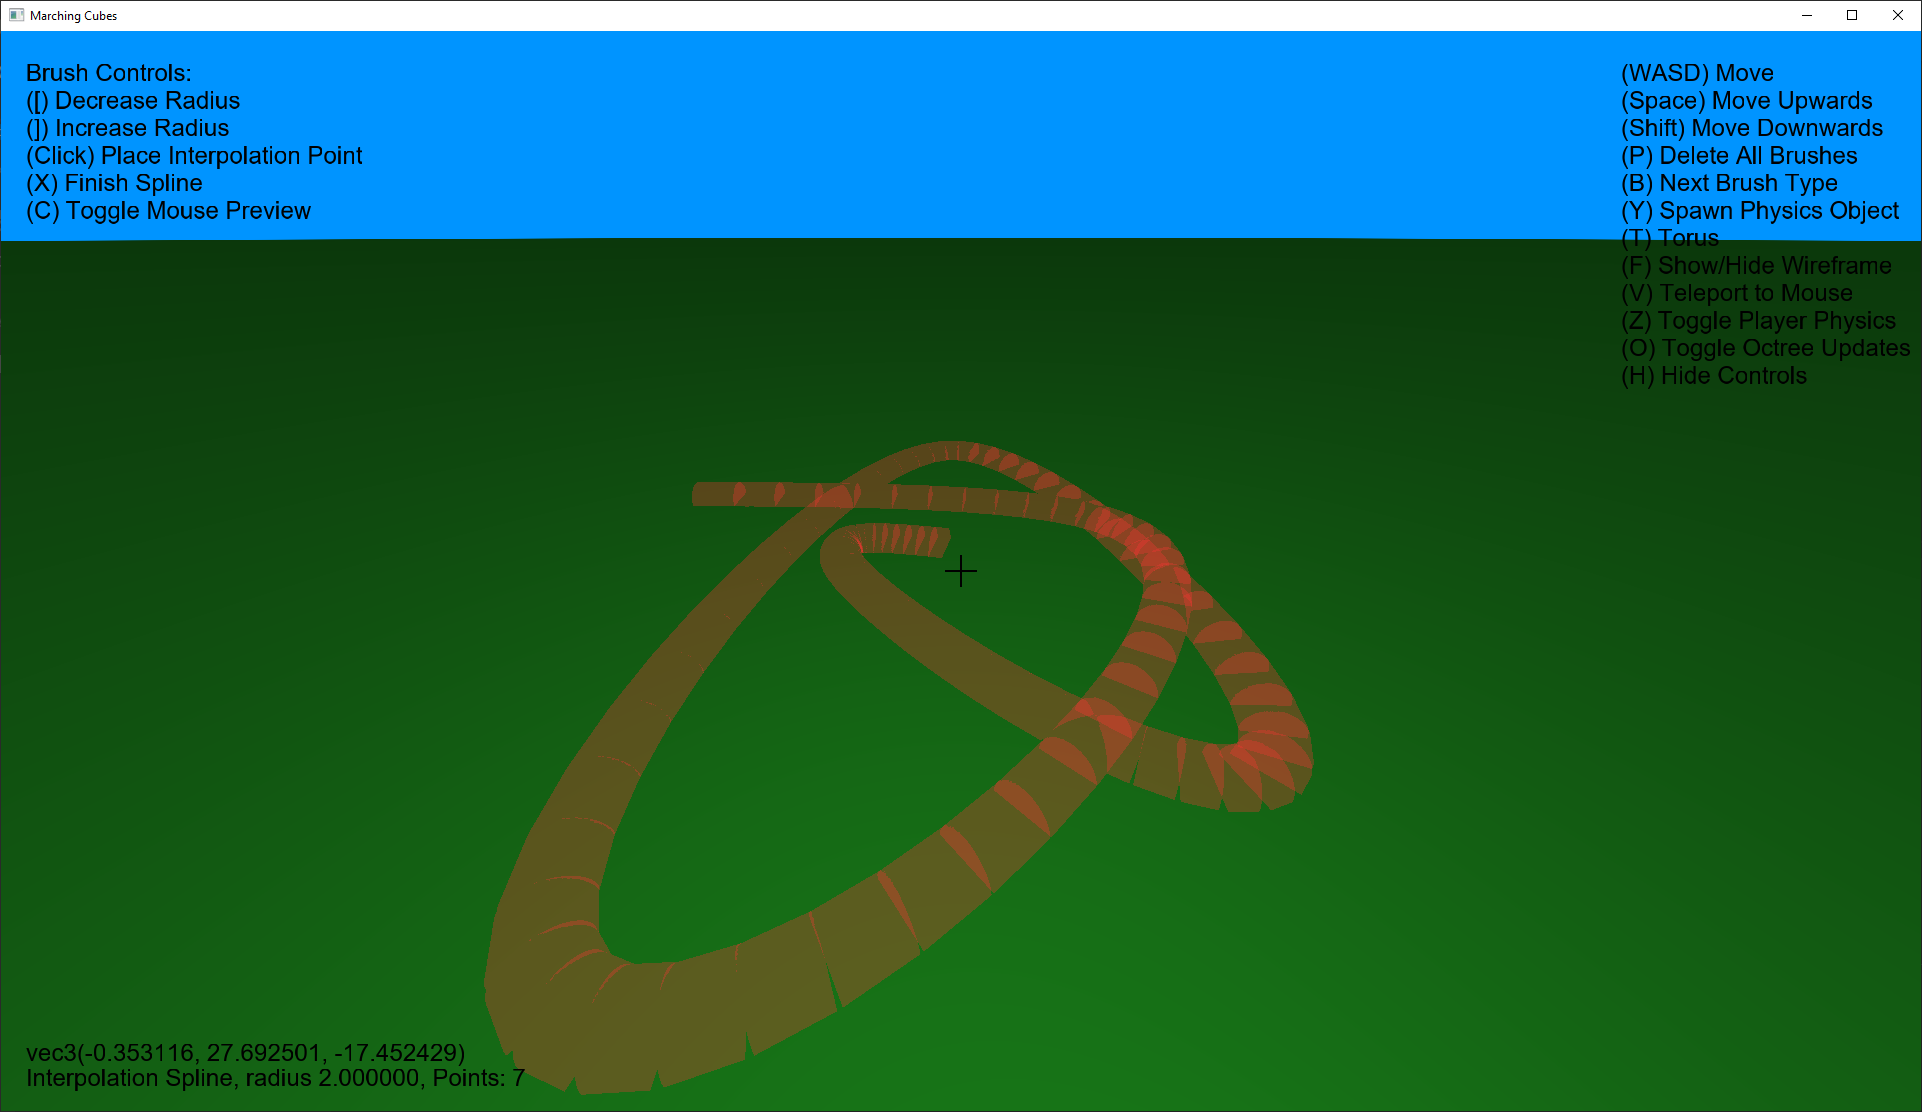 Marching Cubes
Brush Controls:
([) Decrease Radius
(]) Increase Radius
(Click) Place Interpolation Point
(X) Finish Spline
(C) Toggle Mouse Preview
(WASD) Move
(Space) Move Upwards
(Shift) Move Downwards
(P) Delete All Brushes
(B) Next Brush Type
(Y) Spawn Physics Object
(T) Torus
(F) Show/Hide Wireframe
(V) Teleport to Mouse
(Z) Toggle Player Physics
(O) Toggle Octree Updates
(H) Hide Controls
vec3(-0.353116, 27.692501, -17.452429)
Interpolation Spline, radius 2.000000, Points: 7